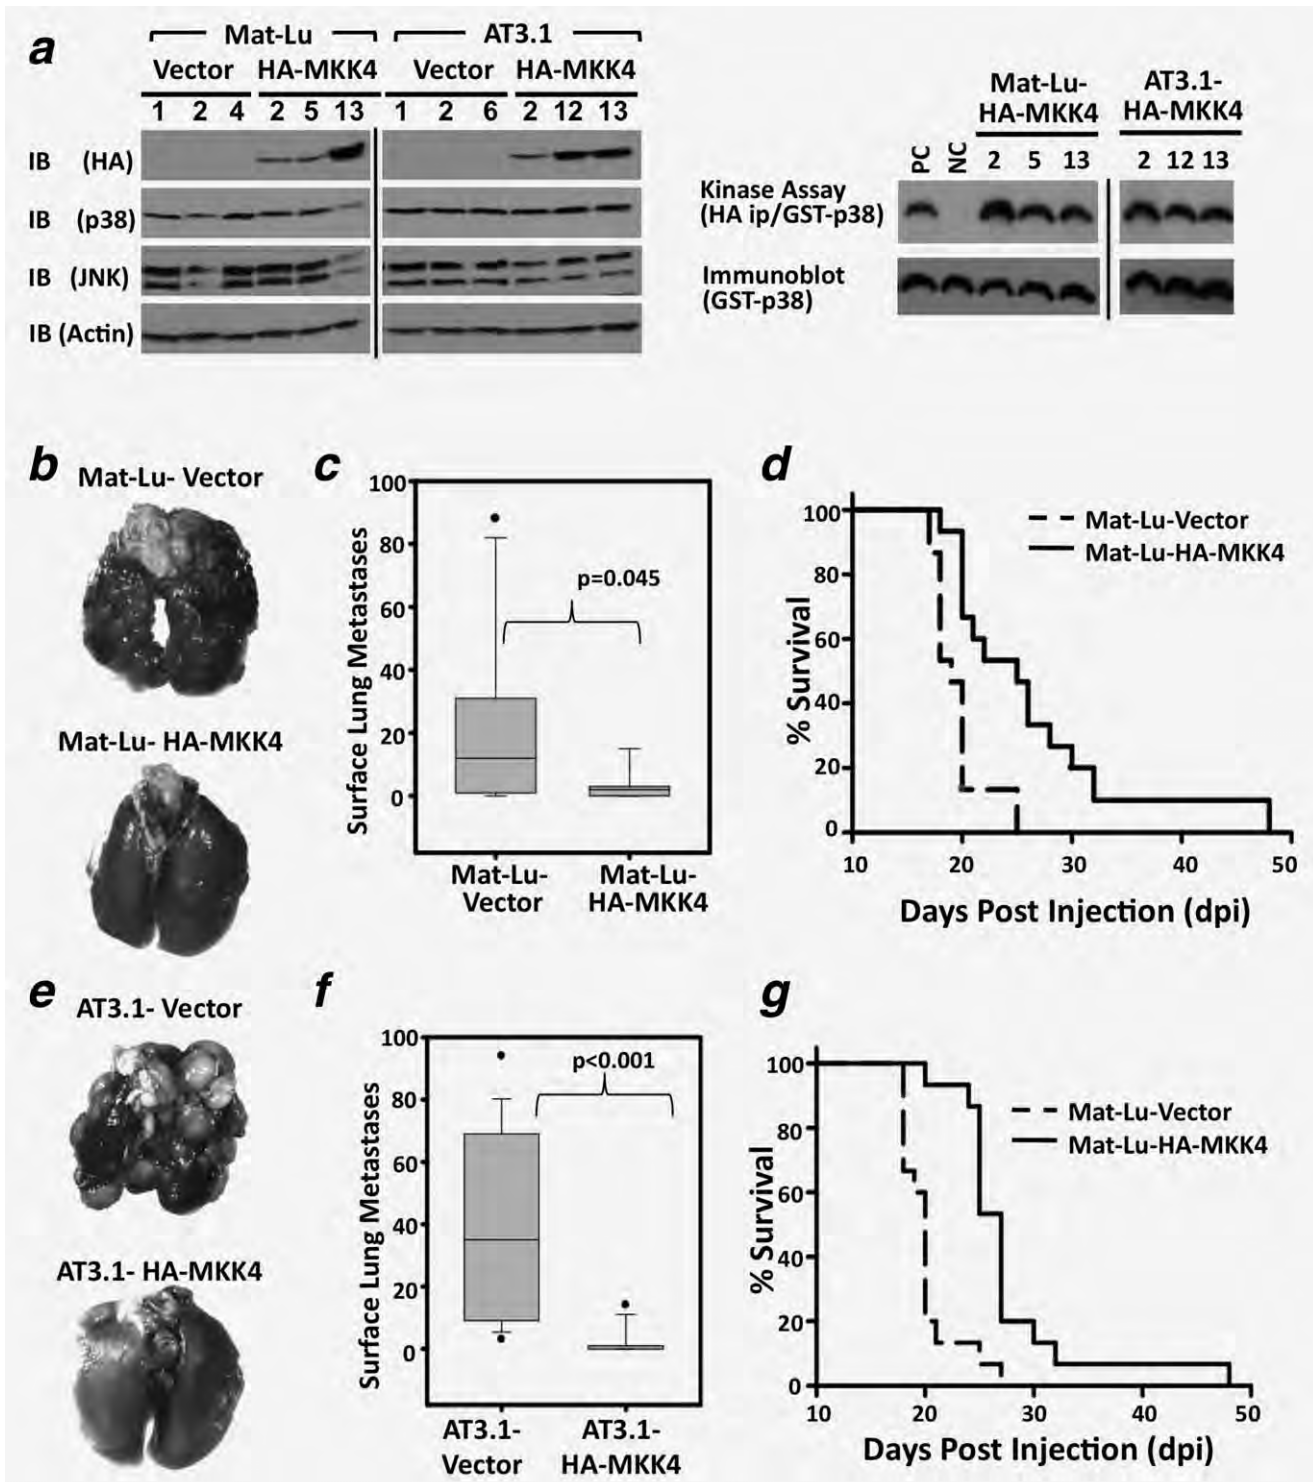 a
Mat-Lu AT3.1
Vector HA-MKK4 Vector HA-MKK4
1 2 4 2 5 13 1 2 6 2 12 13
IB (HA)
IB (p38)
IB (JNK)
IB (Actin)
Mat-Lu- AT3.1-
HA-MKK4 HA-MKK4
PC NC 2 5 13 2 12 13
Kinase Assay
(HA ip/GST-p38)
Immunoblot
(GST-p38)
b
Mat-Lu- Vector
Mat-Lu- HA-MKK4
c
Surface Lung Metastases
100
80
60
40
20
0
p=0.045
Mat-Lu- Mat-Lu-
Vector HA-MKK4
d
% Survival
100
80
60
40
20
0
Mat-Lu-Vector
Mat-Lu-HA-MKK4
10 20 30 40 50
Days Post Injection (dpi)
e
AT3.1- Vector
AT3.1- HA-MKK4
f
Surface Lung Metastases
100
80
60
40
20
0
p<0.001
AT3.1- AT3.1-
Vector HA-MKK4
g
% Survival
100
80
60
40
20
0
Mat-Lu-Vector
Mat-Lu-HA-MKK4
10 20 30 40 50
Days Post Injection (dpi)